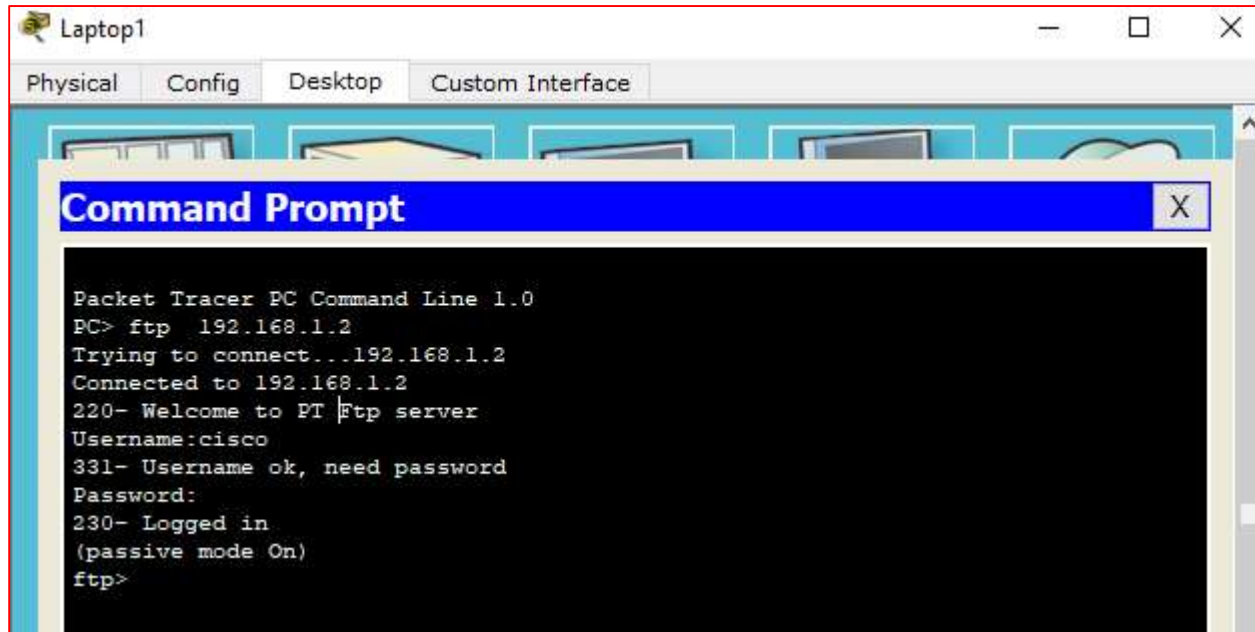 Laptop1
Physical Config Desktop Custom Interface
Command Prompt X
Packet Tracer PC Command Line 1.0
PC> ftp  192.168.1.2
Trying to connect...192.168.1.2
Connected to 192.168.1.2
220- Welcome to PT Ftp server
Username:cisco
331- Username ok, need password
Password:
230- Logged in
(passive mode On)
ftp>